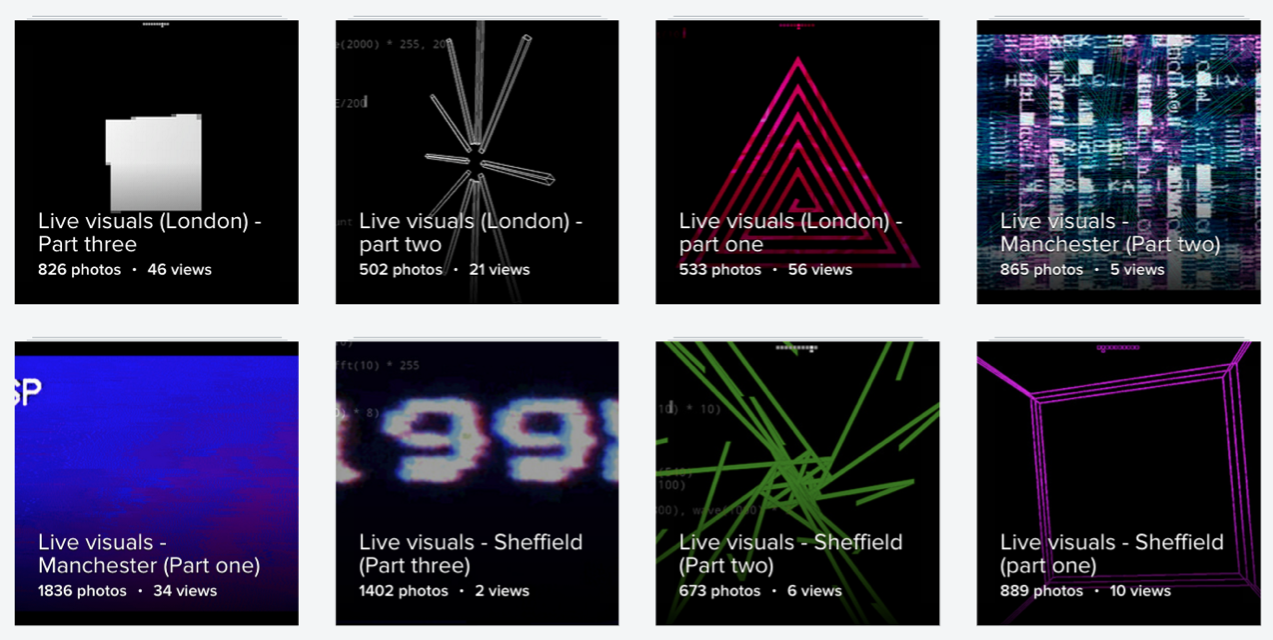 e(2000) * 255, 20
E/200
Live visuals (London) -
Part three
826 photos · 46 views
Live visuals (London) -
part two
502 photos · 21 views
Live visuals (London) -
part one
533 photos · 56 views
Live visuals -
Manchester (Part two)
865 photos · 5 views
SP
Live visuals -
Manchester (Part one)
1836 photos · 34 views
fft(10) * 255
) * 8)
199
Live visuals - Sheffield
(Part three)
1402 photos · 2 views
10) * 10)
100)
00), wave(1000
Live visuals - Sheffield
(Part two)
673 photos · 6 views
Live visuals - Sheffield
(part one)
889 photos · 10 views